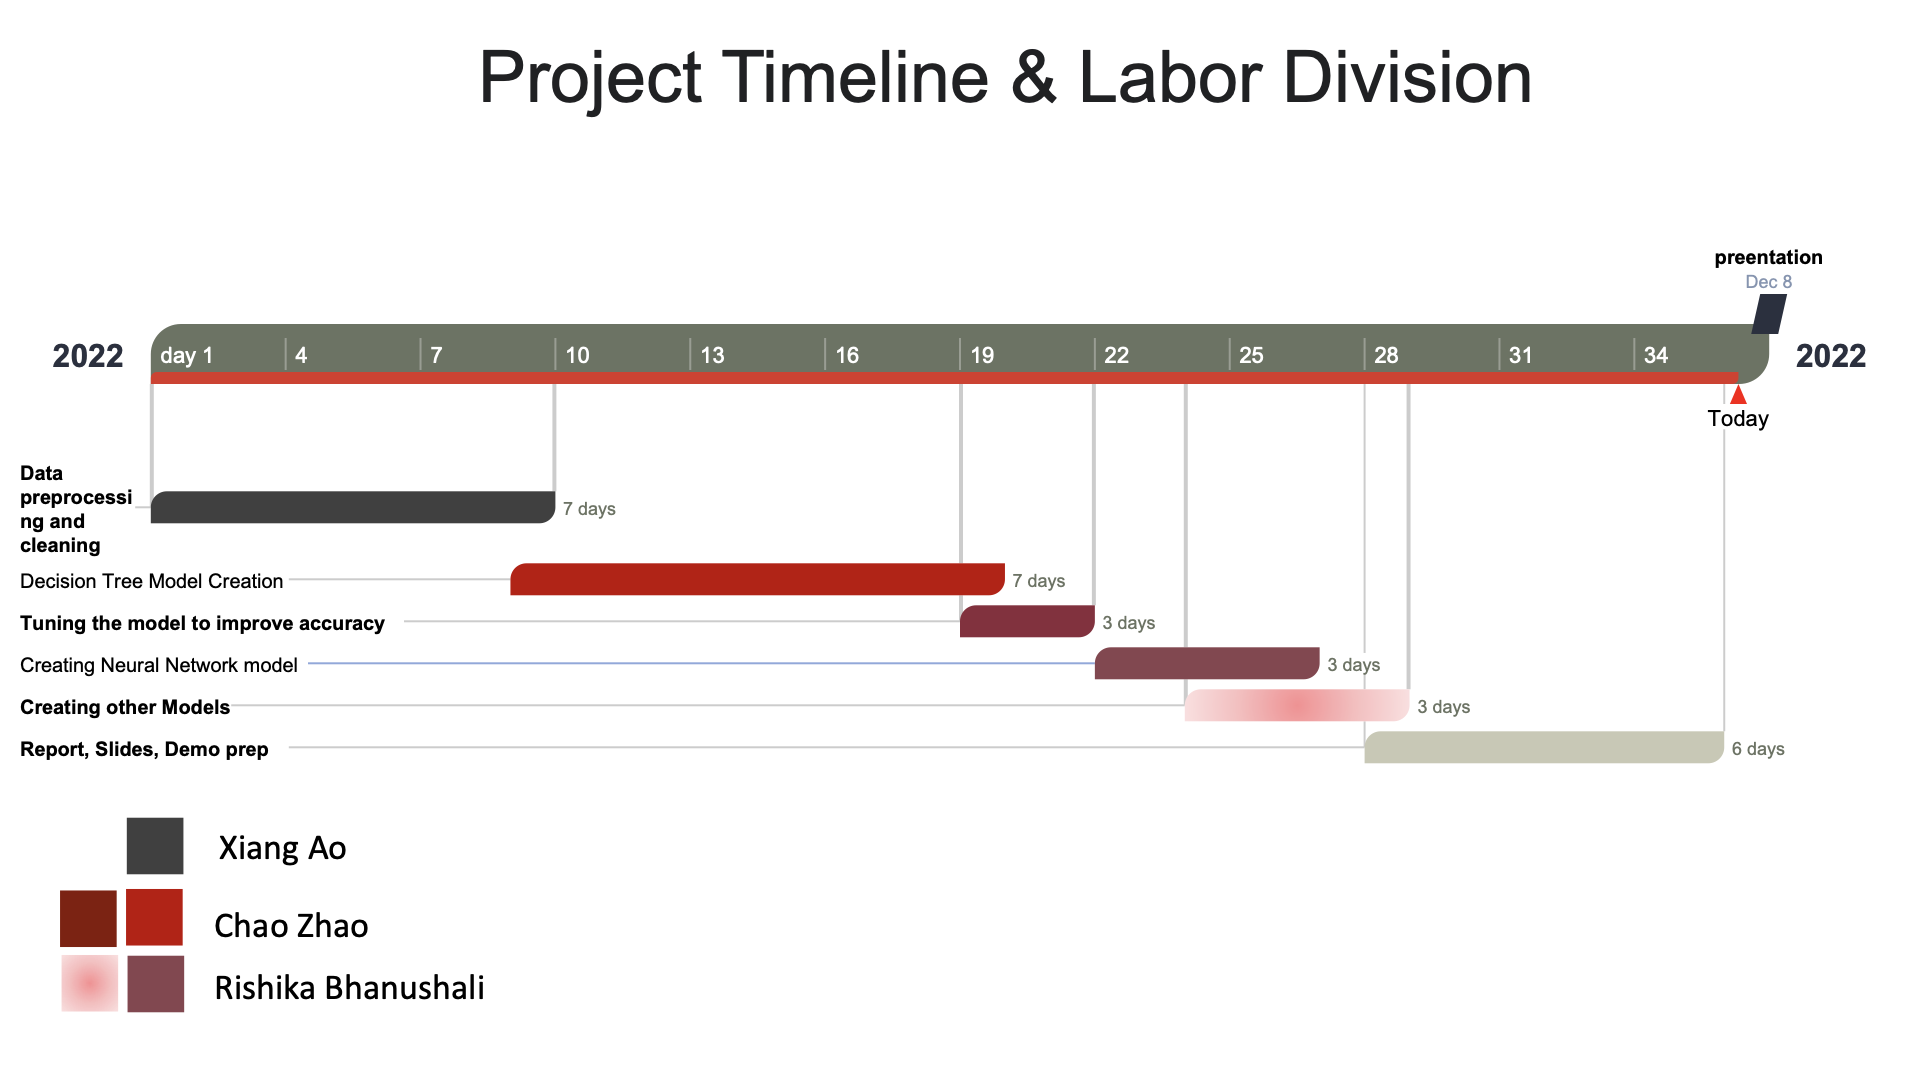 Project Timeline & Labor Division
preentation
Dec 8
2022
day 1 4 7 10 13 16 19 22 25 28 31 34
2022
Today
Data
preprocessi
ng and
cleaning
7 days
Decision Tree Model Creation
7 days
Tuning the model to improve accuracy
3 days
Creating Neural Network model
3 days
Creating other Models
3 days
Report, Slides, Demo prep
6 days
Xiang Ao
Chao Zhao
Rishika Bhanushali